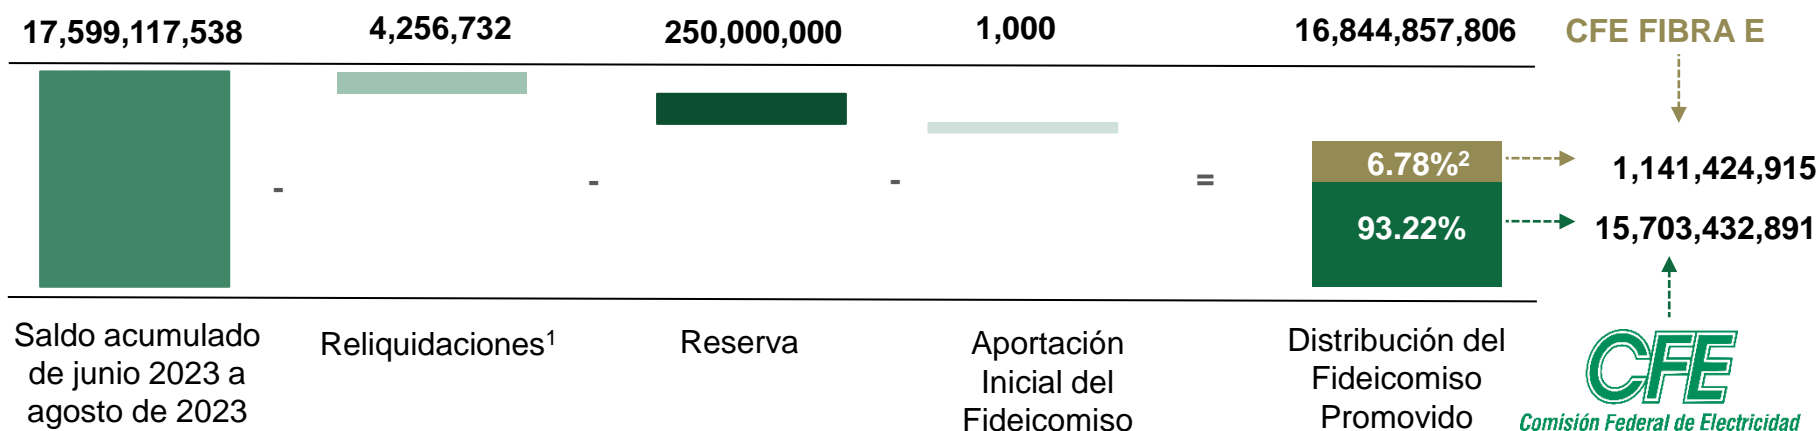 17,599,117,538 4,256,732 250,000,000 1,000 16,844,857,806 CFE FIBRA E
6.78%² 1,141,424,915
- - - =
93.22% 15,703,432,891
Saldo acumulado
de junio 2023 a
agosto de 2023
Reliquidaciones¹
Reserva
Aportación
Inicial del
Fideicomiso
Distribución del
Fideicomiso
Promovido
CFE
Comisión Federal de Electricidad